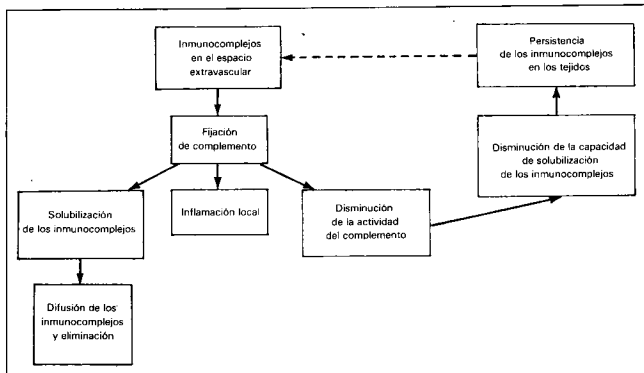 Inmunocomplejos
en el espacio
extravascular
Persistencia
de los inmunocomplejos
en los tejidos
Fijación
de complemento
Disminución de la capacidad
de solubilización
de los inmunocomplejos
Solubilización
de los inmunocomplejos
Inflamación local
Disminución
de la actividad
del complemento
Difusión de los
inmunocomplejos
y eliminación